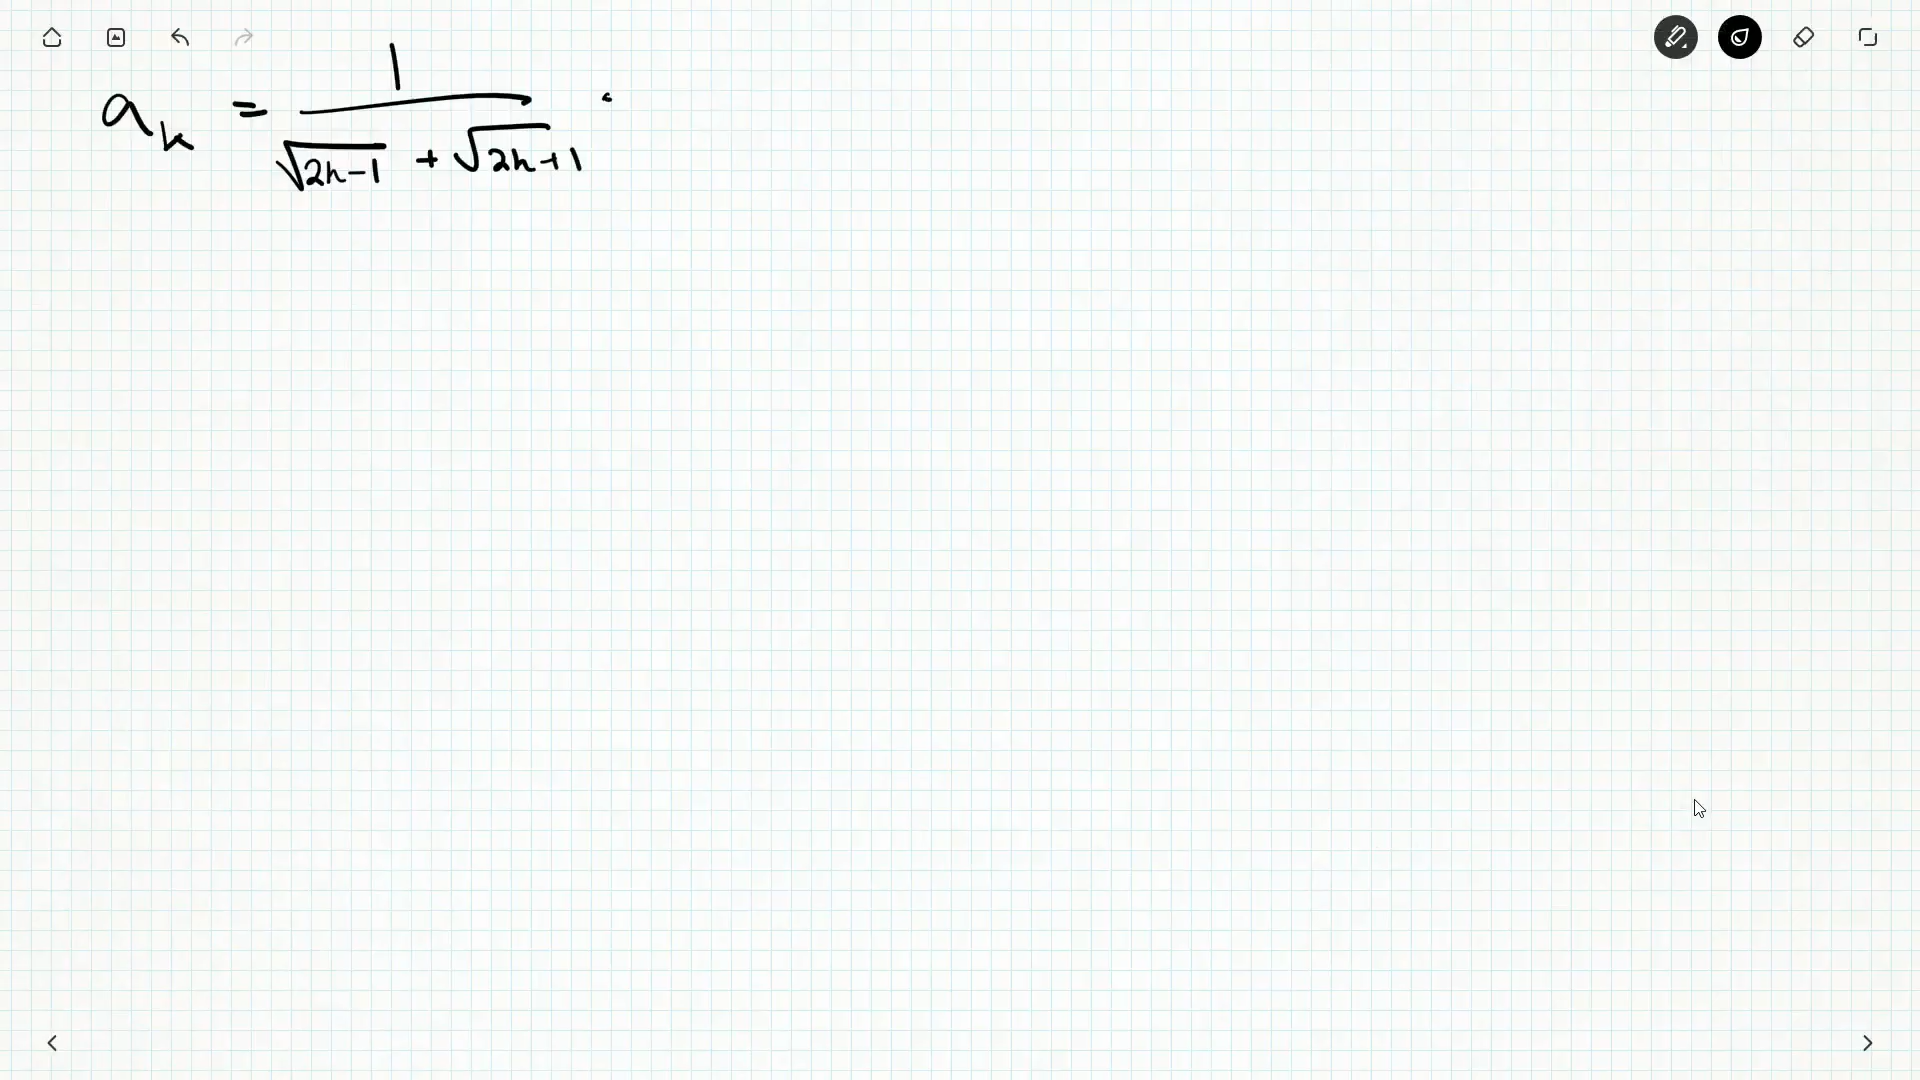 a_k = 1 / (√(2k-1) + √(2k+1)) ·